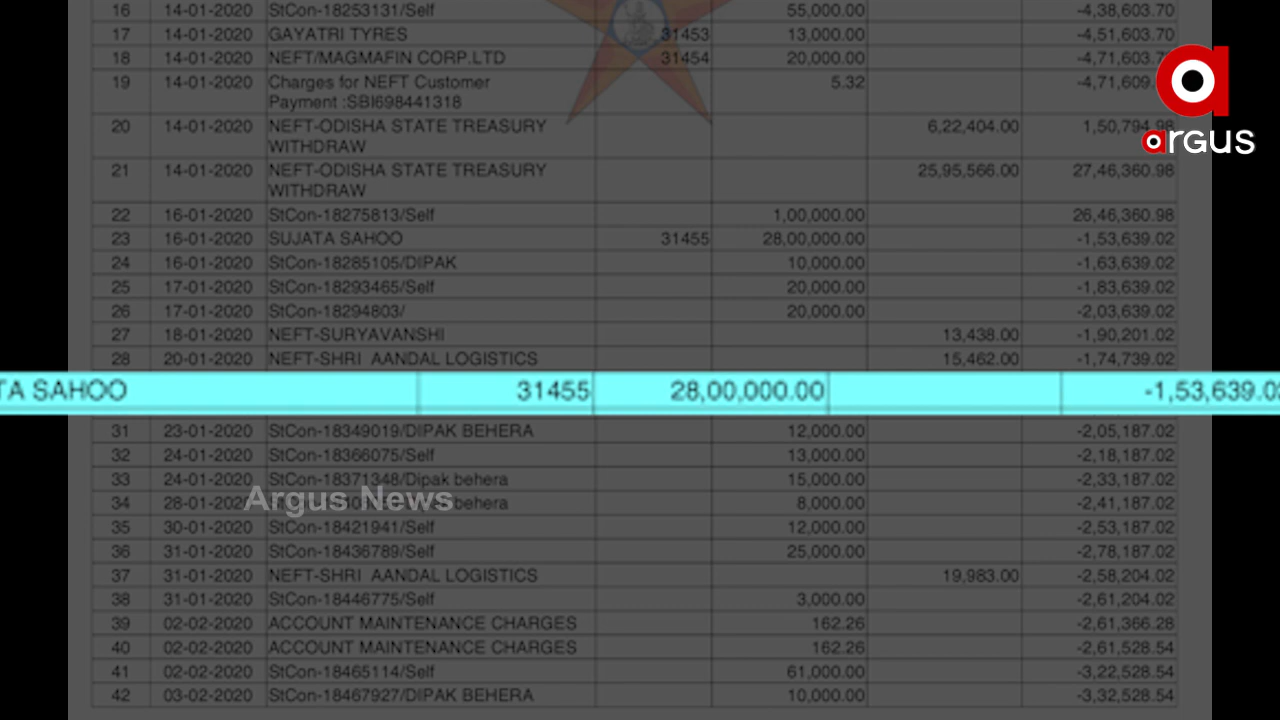 16 14-01-2020 StCon-18253131/Self 55,000.00 -4,38,603.70
17 14-01-2020 GAYATRI TYRES 31453 13,000.00 -4,51,603.70
18 14-01-2020 NEFT/MAGMAFIN CORP.LTD 31454 20,000.00
19 14-01-2020 Charges for NEFT Customer 5.32
Payment :SBI698441318
20 14-01-2020 NEFT-ODISHA STATE TREASURY 6,22,404.00 1,50,794.98
WITHDRAW
argus
21 14-01-2020 NEFT-ODISHA STATE TREASURY 25,95,566.00 27,46,360.98
WITHDRAW
22 16-01-2020 StCon-18275813/Self 1,00,000.00 26,46,360.98
23 16-01-2020 SUJATA SAHOO 31455 28,00,000.00 -1,53,639.02
24 16-01-2020 StCon-18285105/DIPAK 10,000.00 -1,63,639.02
25 17-01-2020 StCon-18293465/Self 20,000.00 -1,83,639.02
26 17-01-2020 StCon-18294803/ 20,000.00 -2,03,639.02
27 18-01-2020 NEFT-SURYAVANSHI 13,438.00 -1,90,201.02
28 20-01-2020 NEFT-SHRI AANDAL LOGISTICS 15,462.00 -1,74,739.02
TA SAHOO 31455 28,00,000.00 -1,53,639.02
31 23-01-2020 StCon-18349019/DIPAK BEHERA 12,000.00 -2,05,187.02
32 24-01-2020 StCon-18366075/Self 13,000.00 -2,18,187.02
33 24-01-2020 StCon-18371348/Dipak behera 15,000.00 -2,33,187.02
Argus News
34 28-01-2020 behera 8,000.00 -2,41,187.02
35 30-01-2020 StCon-18421941/Self 12,000.00 -2,53,187.02
36 31-01-2020 StCon-18436789/Self 25,000.00 -2,78,187.02
37 31-01-2020 NEFT-SHRI AANDAL LOGISTICS 19,983.00 -2,58,204.02
38 31-01-2020 StCon-18446775/Self 3,000.00 -2,61,204.02
39 02-02-2020 ACCOUNT MAINTENANCE CHARGES 162.26 -2,61,366.28
40 02-02-2020 ACCOUNT MAINTENANCE CHARGES 162.26 -2,61,528.54
41 02-02-2020 StCon-18465114/Self 61,000.00 -3,22,528.54
42 03-02-2020 StCon-18467927/DIPAK BEHERA 10,000.00 -3,32,528.54